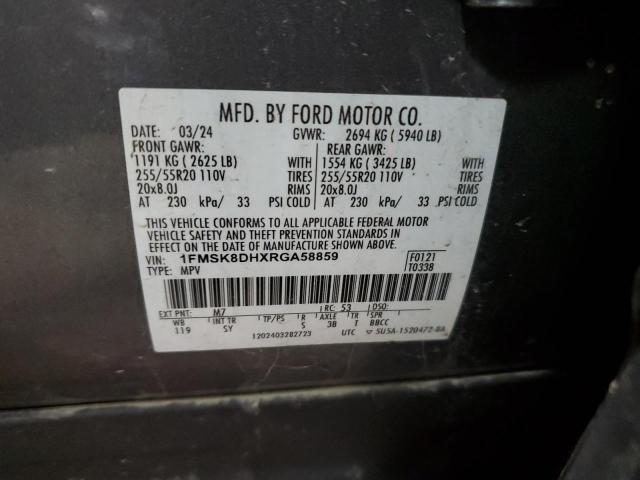 MFD. BY FORD MOTOR CO.
DATE: 03/24 GVWR: 2694 KG ( 5940 LB)
FRONT GAWR: REAR GAWR:
1191 KG ( 2625 LB) WITH 1554 KG ( 3425 LB) WITH
255/55R20 110V TIRES 255/55R20 110V TIRES
20x8.0J RIMS 20x8.0J RIMS
AT 230 kPa/ 33 PSI COLD AT 230 kPa/ 33 PSI COLD
THIS VEHICLE CONFORMS TO ALL APPLICABLE FEDERAL MOTOR
VEHICLE SAFETY AND THEFT PREVENTION STANDARDS IN
EFFECT ON THE DATE OF MANUFACTURE SHOWN ABOVE.
VIN: 1FMSK8DHXRGA58859 F0121
TYPE: MPV T0338
EXT PNT: M7 RC: 53 DSO:
WB INT TR TP/PS R AXLE TR SPR
119 SY S 3B T BBCC
1202403282723 UTC ▽ 5U5A-1520472-BA